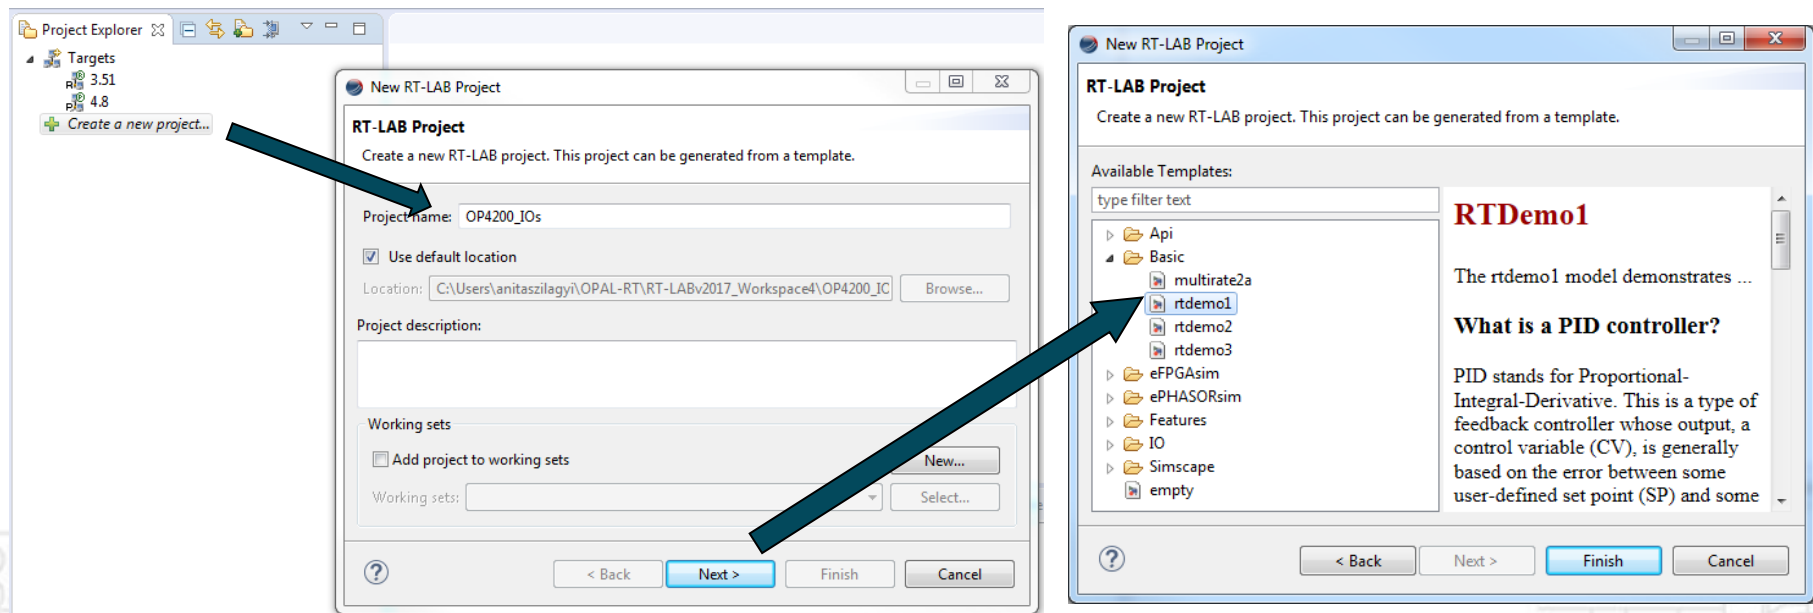 Project Explorer
Targets
3.51
4.8
Create a new project...
New RT-LAB Project
RT-LAB Project
Create a new RT-LAB project. This project can be generated from a template.
Project name: OP4200_IOs
Use default location
Location: C:\Users\anitaszilagyi\OPAL-RT\RT-LABv2017_Workspace4\OP4200_IC Browse...
Project description:
Working sets
Add project to working sets New...
Working sets: Select...
? < Back Next > Finish Cancel
New RT-LAB Project
RT-LAB Project
Create a new RT-LAB project. This project can be generated from a template.
Available Templates:
type filter text
Api
Basic
multirate2a
rtdemo1
rtdemo2
rtdemo3
eFPGAsim
ePHASORsim
Features
IO
Simscape
empty
RTDemo1
The rtdemo1 model demonstrates ...
What is a PID controller?
PID stands for Proportional-
Integral-Derivative. This is a type of
feedback controller whose output, a
control variable (CV), is generally
based on the error between some
user-defined set point (SP) and some
? < Back Next > Finish Cancel